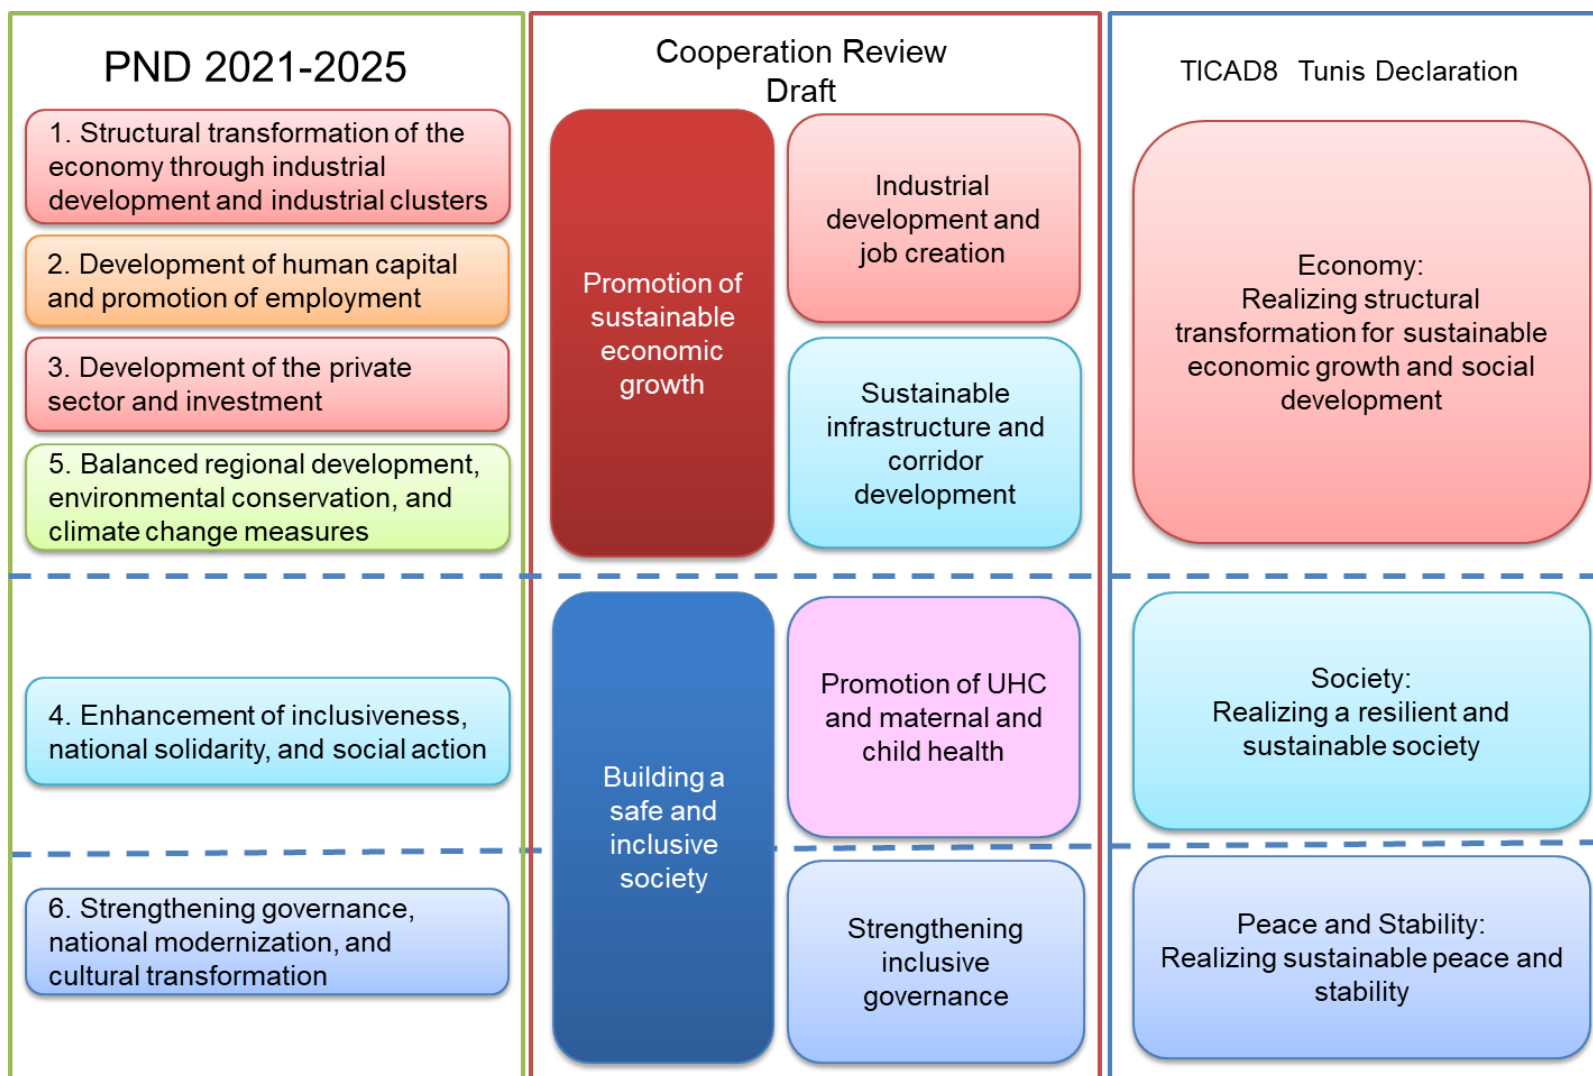 PND 2021-2025
1. Structural transformation of the
economy through industrial
development and industrial clusters
2. Development of human capital
and promotion of employment
3. Development of the private
sector and investment
5. Balanced regional development,
environmental conservation, and
climate change measures
4. Enhancement of inclusiveness,
national solidarity, and social action
6. Strengthening governance,
national modernization, and
cultural transformation
Cooperation Review
Draft
Promotion of
sustainable
economic
growth
Industrial
development and
job creation
Sustainable
infrastructure and
corridor
development
Building a
safe and
inclusive
society
Promotion of UHC
and maternal and
child health
Strengthening
inclusive
governance
TICAD8 Tunis Declaration
Economy:
Realizing structural
transformation for sustainable
economic growth and social
development
Society:
Realizing a resilient and
sustainable society
Peace and Stability:
Realizing sustainable peace and
stability